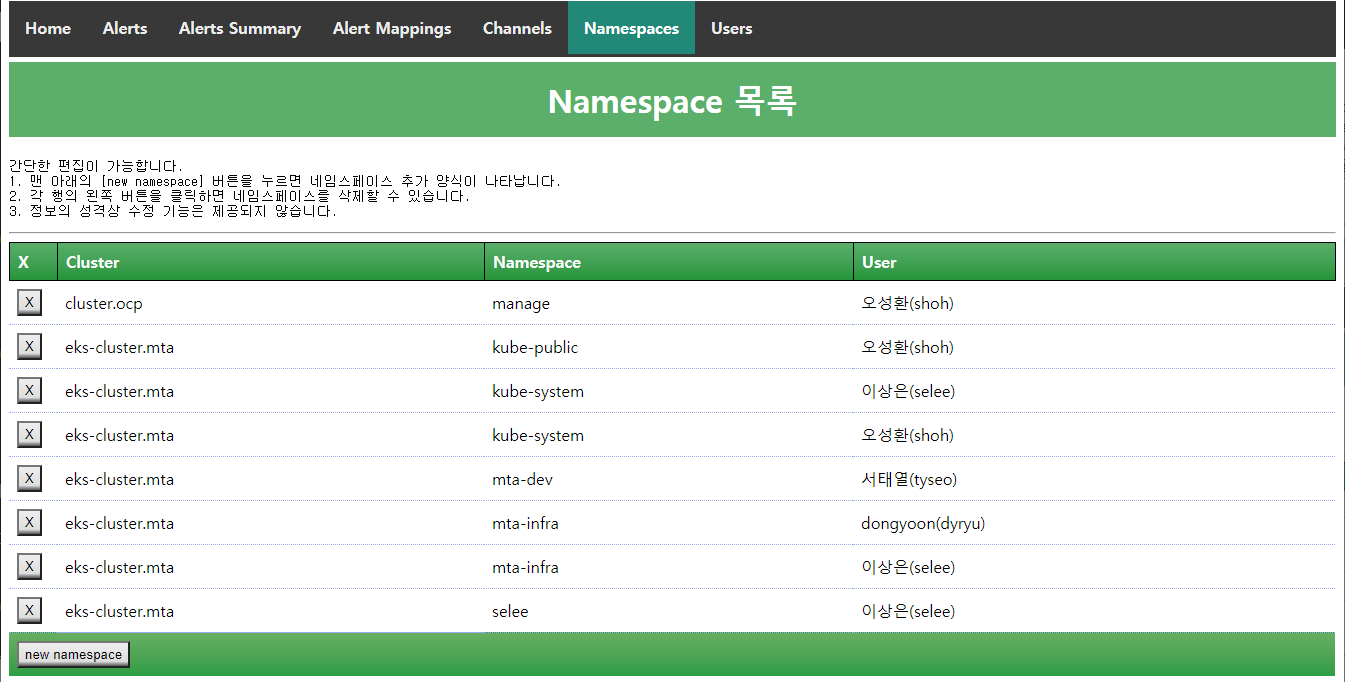 Home Alerts Alerts Summary Alert Mappings Channels Namespaces Users
Namespace 목록
간단한 편집이 가능합니다.
1. 맨 아래의 [new namespace] 버튼을 누르면 네임스페이스 추가 양식이 나타납니다.
2. 각 행의 왼쪽 버튼을 클릭하면 네임스페이스를 삭제할 수 있습니다.
3. 정보의 성격상 수정 기능은 제공되지 않습니다.
X Cluster Namespace User
X cluster.ocp manage 오성환(shoh)
X eks-cluster.mta kube-public 오성환(shoh)
X eks-cluster.mta kube-system 이상은(selee)
X eks-cluster.mta kube-system 오성환(shoh)
X eks-cluster.mta mta-dev 서태열(tyseo)
X eks-cluster.mta mta-infra dongyoon(dyryu)
X eks-cluster.mta mta-infra 이상은(selee)
X eks-cluster.mta selee 이상은(selee)
new namespace